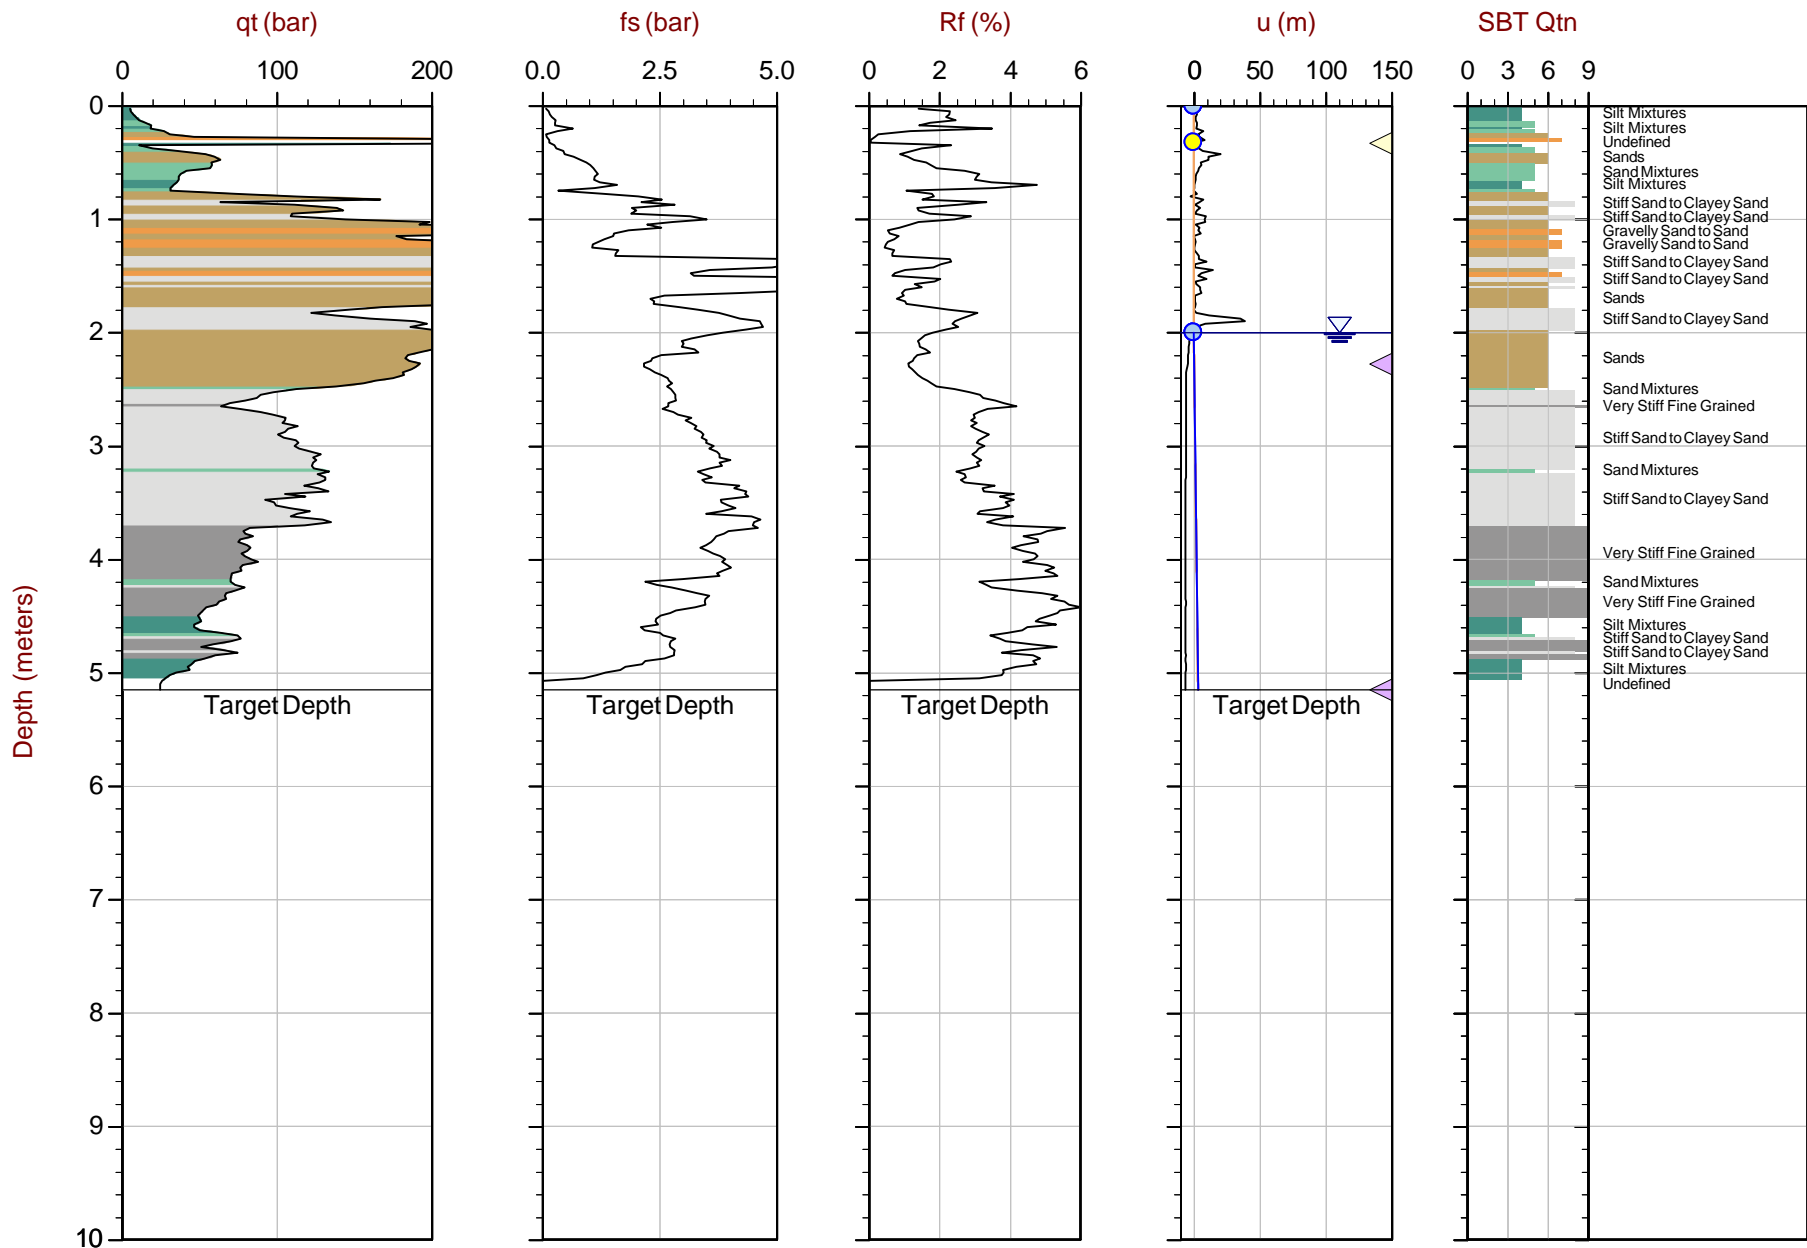 qt (bar) fs (bar) Rf (%) u (m) SBT Qtn
0 100 200 0.0 2.5 5.0 0 2 4 6 0 0 50 100 150 0 3 6 9
0
Silt Mixtures
Silt Mixtures
Undefined
Sands
Sand Mixtures
Silt Mixtures
Stiff Sand to Clayey Sand
1 Stiff Sand to Clayey Sand
Gravelly Sand to Sand
Gravelly Sand to Sand
Stiff Sand to Clayey Sand
Stiff Sand to Clayey Sand
Sands
Stiff Sand to Clayey Sand
2
Sands
Sand Mixtures
Very Stiff Fine Grained
3 Stiff Sand to Clayey Sand
Sand Mixtures
Stiff Sand to Clayey Sand
4 Very Stiff Fine Grained
Sand Mixtures
Very Stiff Fine Grained
Silt Mixtures
Stiff Sand to Clayey Sand
Stiff Sand to Clayey Sand
5 Silt Mixtures
Undefined
Target Depth Target Depth Target Depth Target Depth
Depth (meters)
6
7
8
9
10